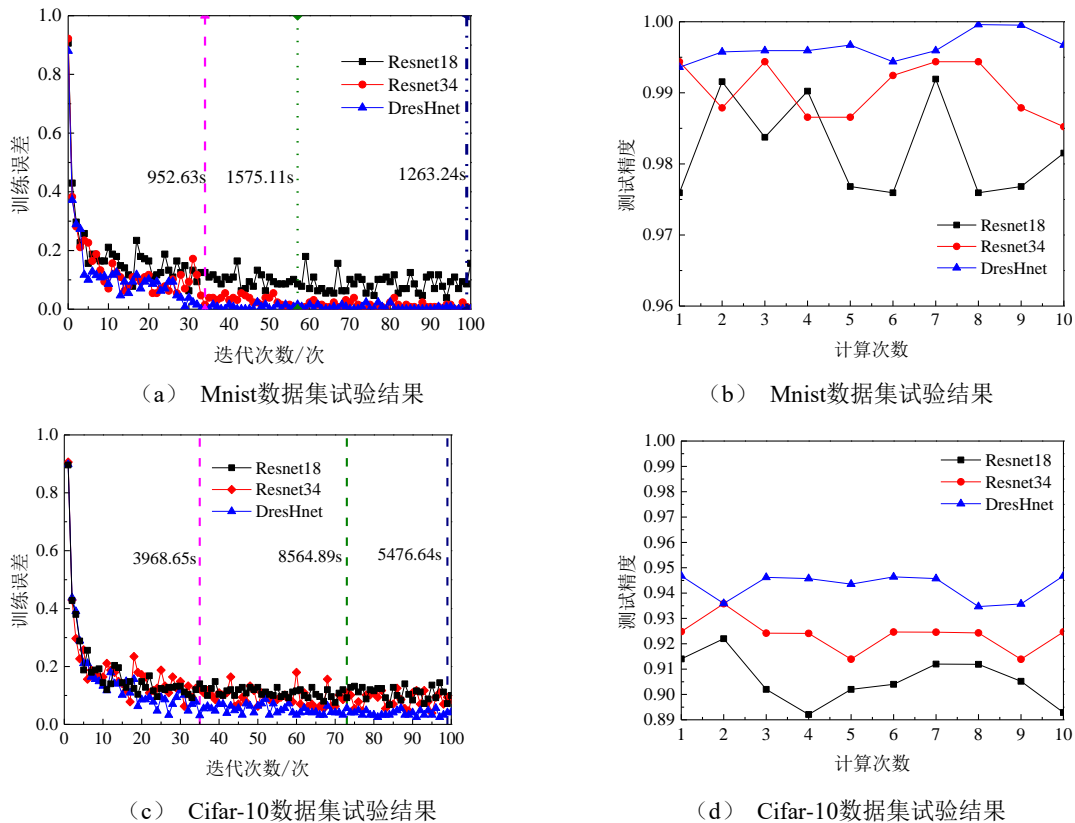 1.0
0.8
0.6
0.4
0.2
0.0
训练误差
Resnet18
Resnet34
DresHnet
952.63s
1575.11s
1263.24s
0 10 20 30 40 50 60 70 80 90 100
迭代次数/次
（a） Mnist数据集试验结果
1.00
0.99
0.98
0.97
0.96
测试精度
Resnet18
Resnet34
DresHnet
1 2 3 4 5 6 7 8 9 10
计算次数
（b） Mnist数据集试验结果
1.0
0.8
0.6
0.4
0.2
0.0
训练误差
Resnet18
Resnet34
DresHnet
3968.65s
8564.89s
5476.64s
0 10 20 30 40 50 60 70 80 90 100
迭代次数/次
（c） Cifar-10数据集试验结果
1.00
0.99
0.98
0.97
0.96
0.95
0.94
0.93
0.92
0.91
0.90
0.89
测试精度
Resnet18
Resnet34
DresHnet
1 2 3 4 5 6 7 8 9 10
计算次数
（d） Cifar-10数据集试验结果